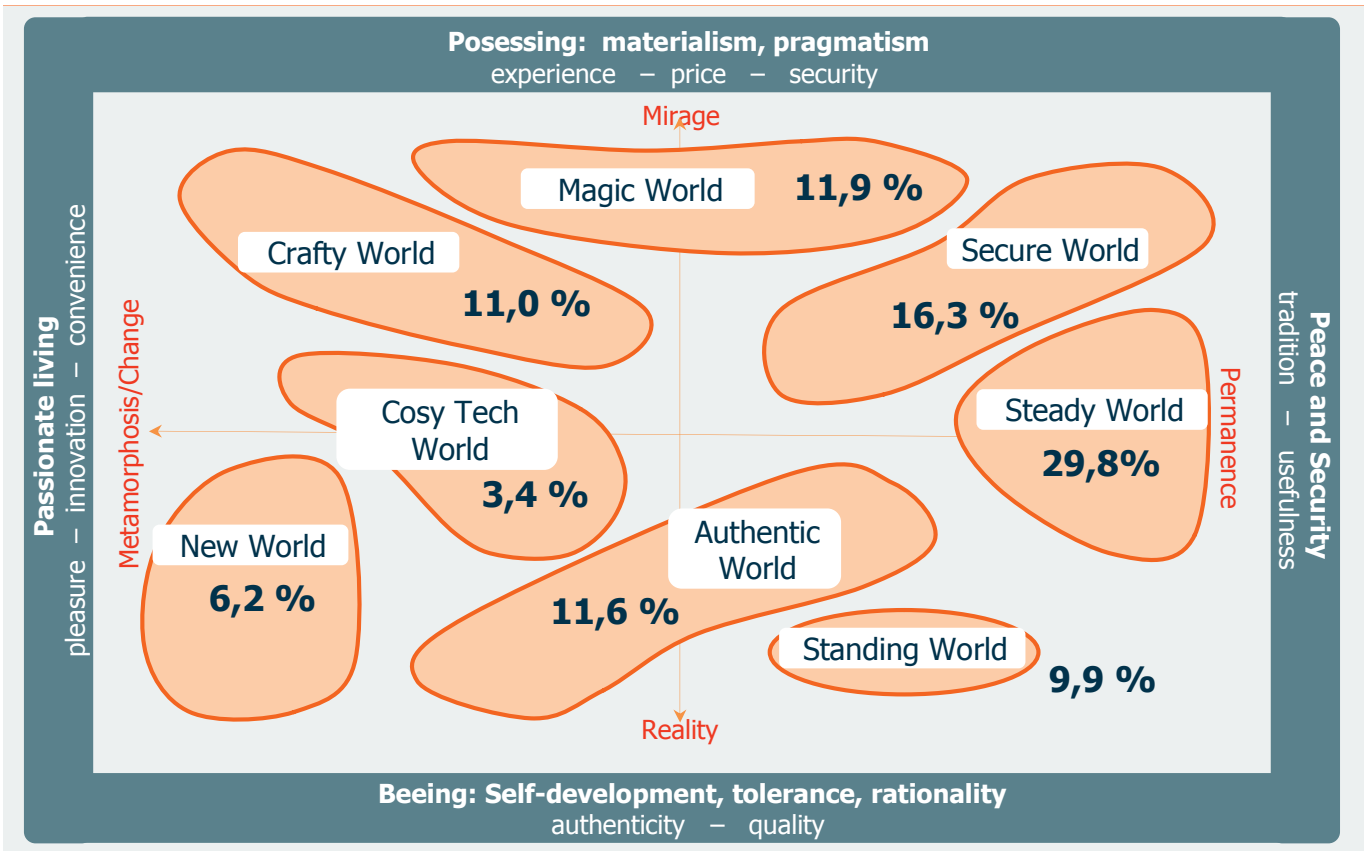 Posessing:  materialism, pragmatism
experience – price – security
Mirage
Magic World
11,9 %
Crafty World
11,0 %
Secure World
16,3 %
Passionate living
pleasure – innovation – convenience
Metamorphosis/Change
Cosy Tech
World
3,4 %
Steady World
29,8%
Permanence
Peace and Security
tradition – usefulness
New World
6,2 %
Authentic
World
11,6 %
Standing World
9,9 %
Reality
Beeing: Self-development, tolerance, rationality
authenticity – quality